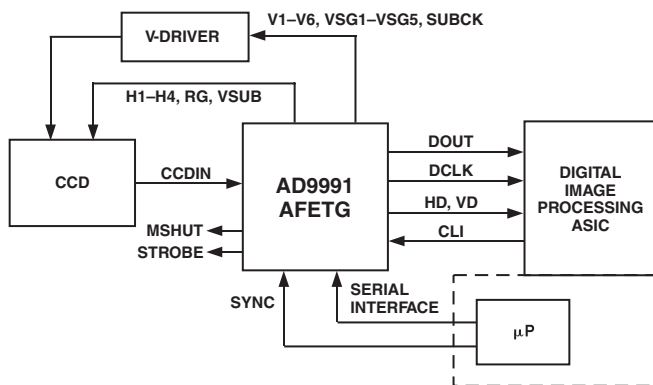 V1–V6, VSG1–VSG5, SUBCK
V-DRIVER
H1–H4, RG, VSUB
CCD
CCDIN
AD9991
AFETG
MSHUT
STROBE
DOUT
DCLK
HD, VD
CLI
DIGITAL
IMAGE
PROCESSING
ASIC
SYNC
SERIAL
INTERFACE
μP